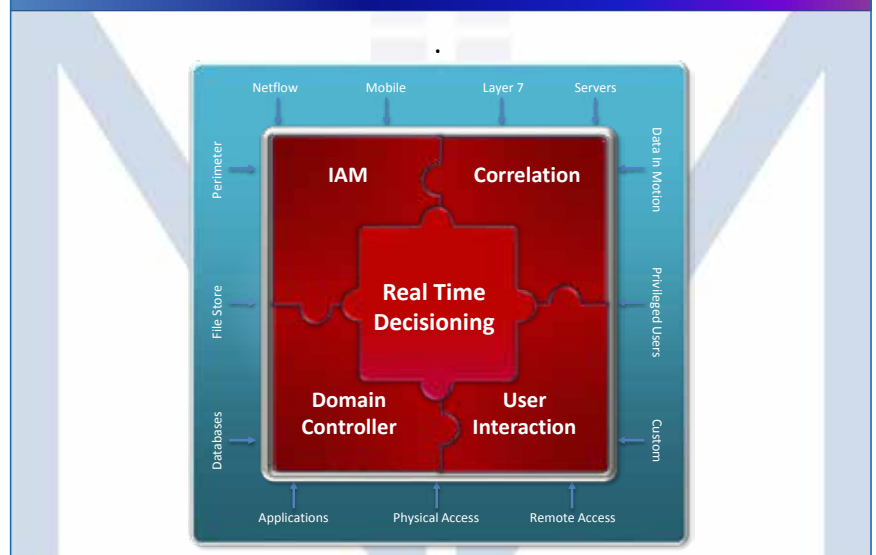 .
Netflow
Mobile
Layer 7
Servers
Perimeter
Data In Motion
IAM
Correlation
File Store
Real Time
Decisioning
Privileged Users
Domain
Controller
User
Interaction
Databases
Custom
Applications
Physical Access
Remote Access